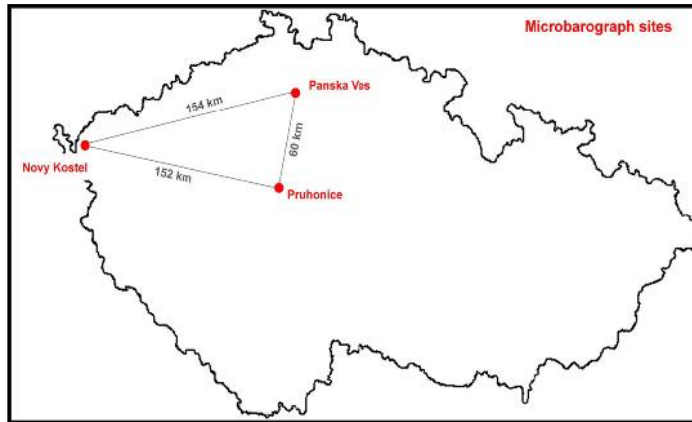 Microbarograph sites
Panska Ves
154 km
60 km
Novy Kostel
152 km
Pruhonice